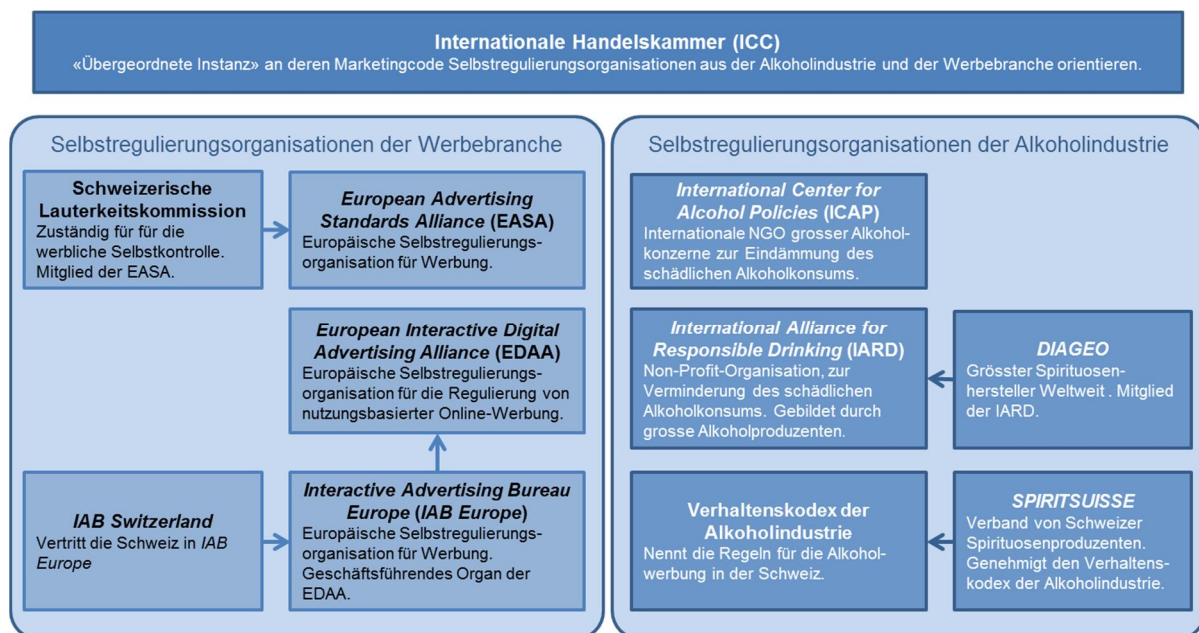 Internationale Handelskammer (ICC)
«Übergeordnete Instanz» an deren Marketingcode Selbstregulierungsorganisationen aus der Alkoholindustrie und der Werbebranche orientieren.
Selbstregulierungsorganisationen der Werbebranche
Schweizerische
Lauterkeitskommission
Zuständig für für die
werbliche Selbstkontrolle.
Mitglied der EASA.
European Advertising
Standards Alliance (EASA)
Europäische Selbstregulierungs-
organisation für Werbung.
European Interactive Digital
Advertising Alliance (EDAA)
Europäische Selbstregulierungs-
organisation für die Regulierung von
nutzungsbasierter Online-Werbung.
IAB Switzerland
Vertritt die Schweiz in IAB
Europe
Interactive Advertising Bureau
Europe (IAB Europe)
Europäische Selbstregulierungs-
organisation für Werbung.
Geschäftsführendes Organ der
EDAA.
Selbstregulierungsorganisationen der Alkoholindustrie
International Center for
Alcohol Policies (ICAP)
Internationale NGO grosser Alkohol-
konzerne zur Eindämmung des
schädlichen Alkoholkonsums.
International Alliance for
Responsible Drinking (IARD)
Non-Profit-Organisation, zur
Verminderung des schädlichen
Alkoholkonsums. Gebildet durch
grosse Alkoholproduzenten.
DIAGEO
Grösster Spirituosen-
hersteller Weltweit . Mitglied
der IARD.
Verhaltenskodex der
Alkoholindustrie
Nennt die Regeln für die Alkohol-
werbung in der Schweiz.
SPIRITSUISSE
Verband von Schweizer
Spirituosenproduzenten.
Genehmigt den Verhaltens-
kodex der Alkoholindustrie.